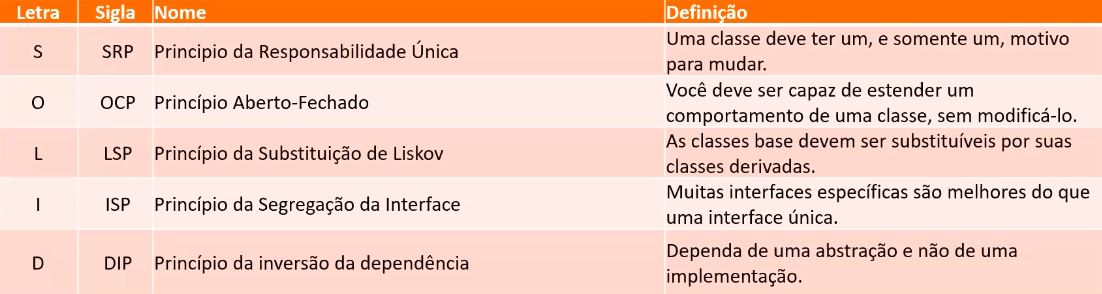 Letra Sigla Nome Definição
S SRP Principio da Responsabilidade Única Uma classe deve ter um, e somente um, motivo
para mudar.
O OCP Princípio Aberto-Fechado Você deve ser capaz de estender um
comportamento de uma classe, sem modificá-lo.
L LSP Princípio da Substituição de Liskov As classes base devem ser substituíveis por suas
classes derivadas.
I ISP Princípio da Segregação da Interface Muitas interfaces específicas são melhores do que
uma interface única.
D DIP Princípio da inversão da dependência Dependa de uma abstração e não de uma
implementação.